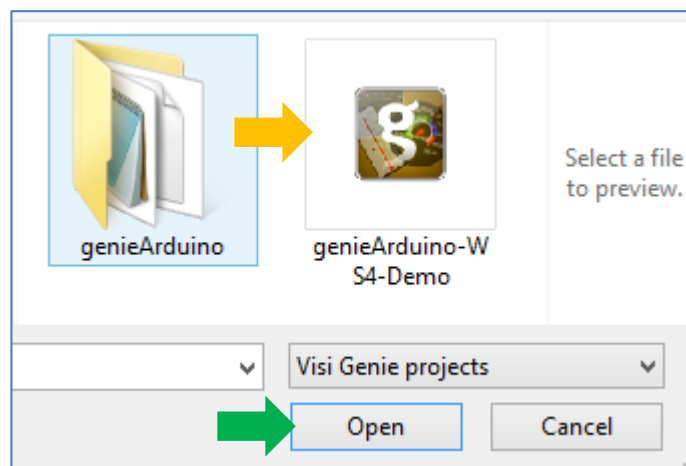 g
genieArduino
genieArduino-W
S4-Demo
Select a file
to preview.
Visi Genie projects
Open
Cancel